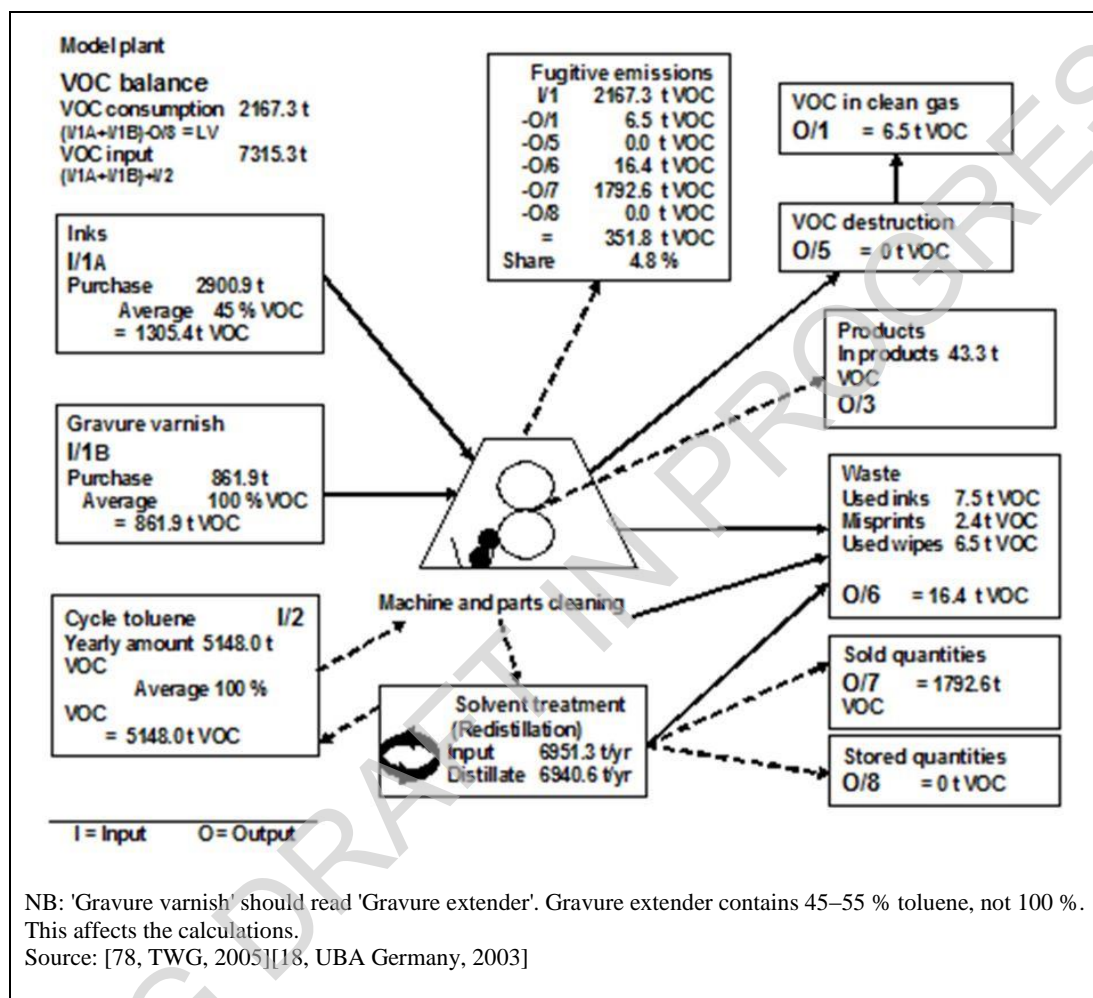 Model plant
VOC balance
VOC consumption 2167.3 t
(I/1A+I/1B)-O/8 = LV
VOC input 7315.3 t
(I/1A+I/1B)+I/2
Fugitive emissions
I/1 2167.3 t VOC
-O/1 6.5 t VOC
-O/5 0.0 t VOC
-O/6 16.4 t VOC
-O/7 1792.6 t VOC
-O/8 0.0 t VOC
= 351.8 t VOC
Share 4.8 %
VOC in clean gas
O/1 = 6.5 t VOC
VOC destruction
O/5 = 0 t VOC
Inks
I/1A
Purchase 2900.9 t
Average 45 % VOC
= 1305.4 t VOC
Products
In products 43.3 t
VOC
O/3
Gravure varnish
I/1B
Purchase 861.9 t
Average 100 % VOC
= 861.9 t VOC
Waste
Used inks 7.5 t VOC
Misprints 2.4 t VOC
Used wipes 6.5 t VOC
O/6 = 16.4 t VOC
Machine and parts cleaning
Cycle toluene I/2
Yearly amount 5148.0 t
VOC
Average 100 %
VOC
= 5148.0 t VOC
Solvent treatment
(Redistillation)
Input 6951.3 t/yr
Distillate 6940.6 t/yr
Sold quantities
O/7 = 1792.6 t
VOC
Stored quantities
O/8 = 0 t VOC
I = Input O = Output
NB: 'Gravure varnish' should read 'Gravure extender'. Gravure extender contains 45–55 % toluene, not 100 %.
This affects the calculations.
Source: [78, TWG, 2005][18, UBA Germany, 2003]
G DRAFT IN PROGRES